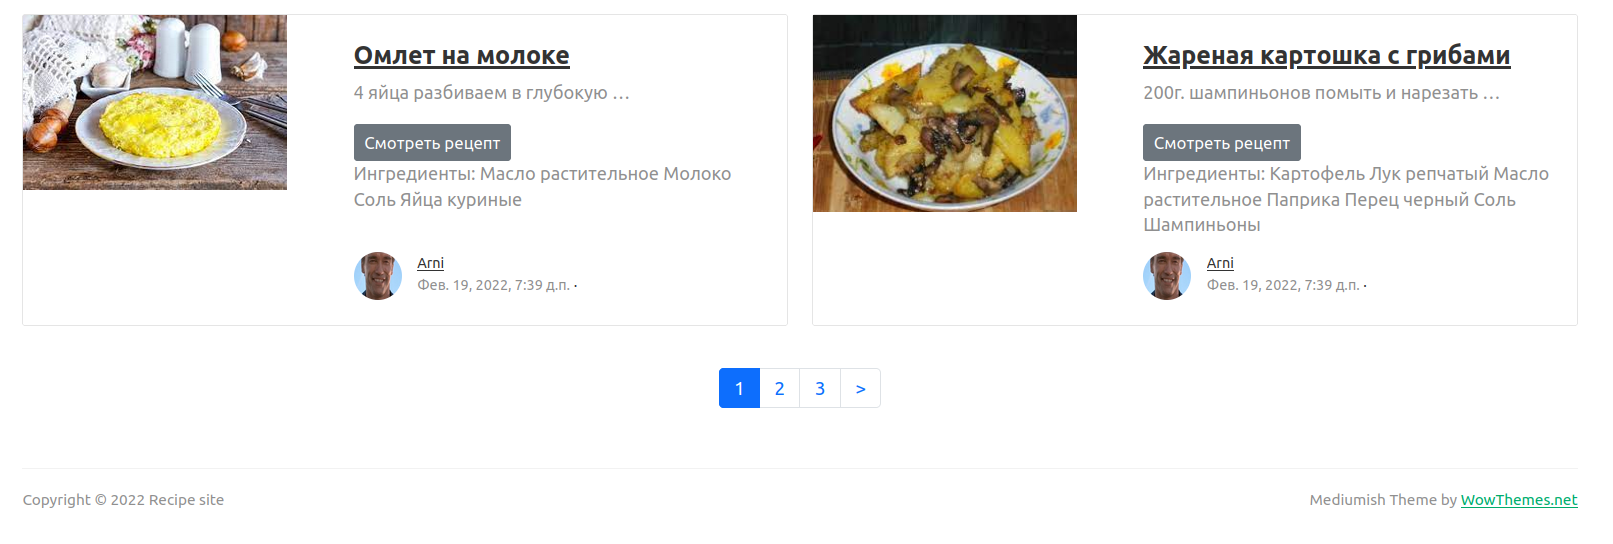 Омлет на молоке
4 яйца разбиваем в глубокую …
Смотреть рецепт
Ингредиенты: Масло растительное Молоко
Соль Яйца куриные
Arni
Фев. 19, 2022, 7:39 д.п. ·
Жареная картошка с грибами
200г. шампиньонов помыть и нарезать …
Смотреть рецепт
Ингредиенты: Картофель Лук репчатый Масло
растительное Паприка Перец черный Соль
Шампиньоны
Arni
Фев. 19, 2022, 7:39 д.п. ·
1 2 3 >
Copyright © 2022 Recipe site
Mediumish Theme by WowThemes.net